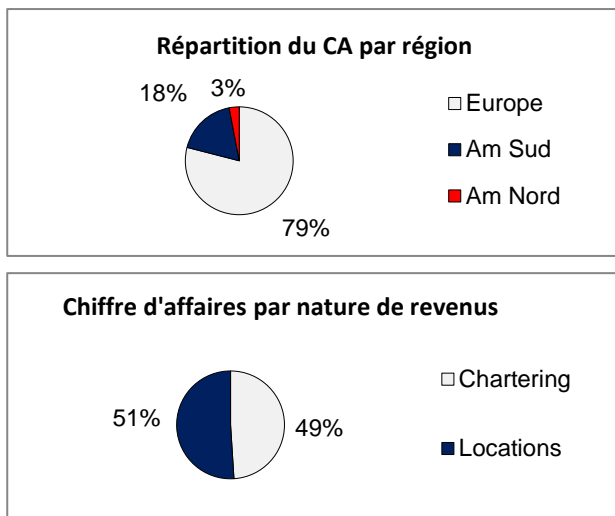 Répartition du CA par région
18%
3%
79%
Europe
Am Sud
Am Nord
Chiffre d'affaires par nature de revenus
51%
49%
Chartering
Locations